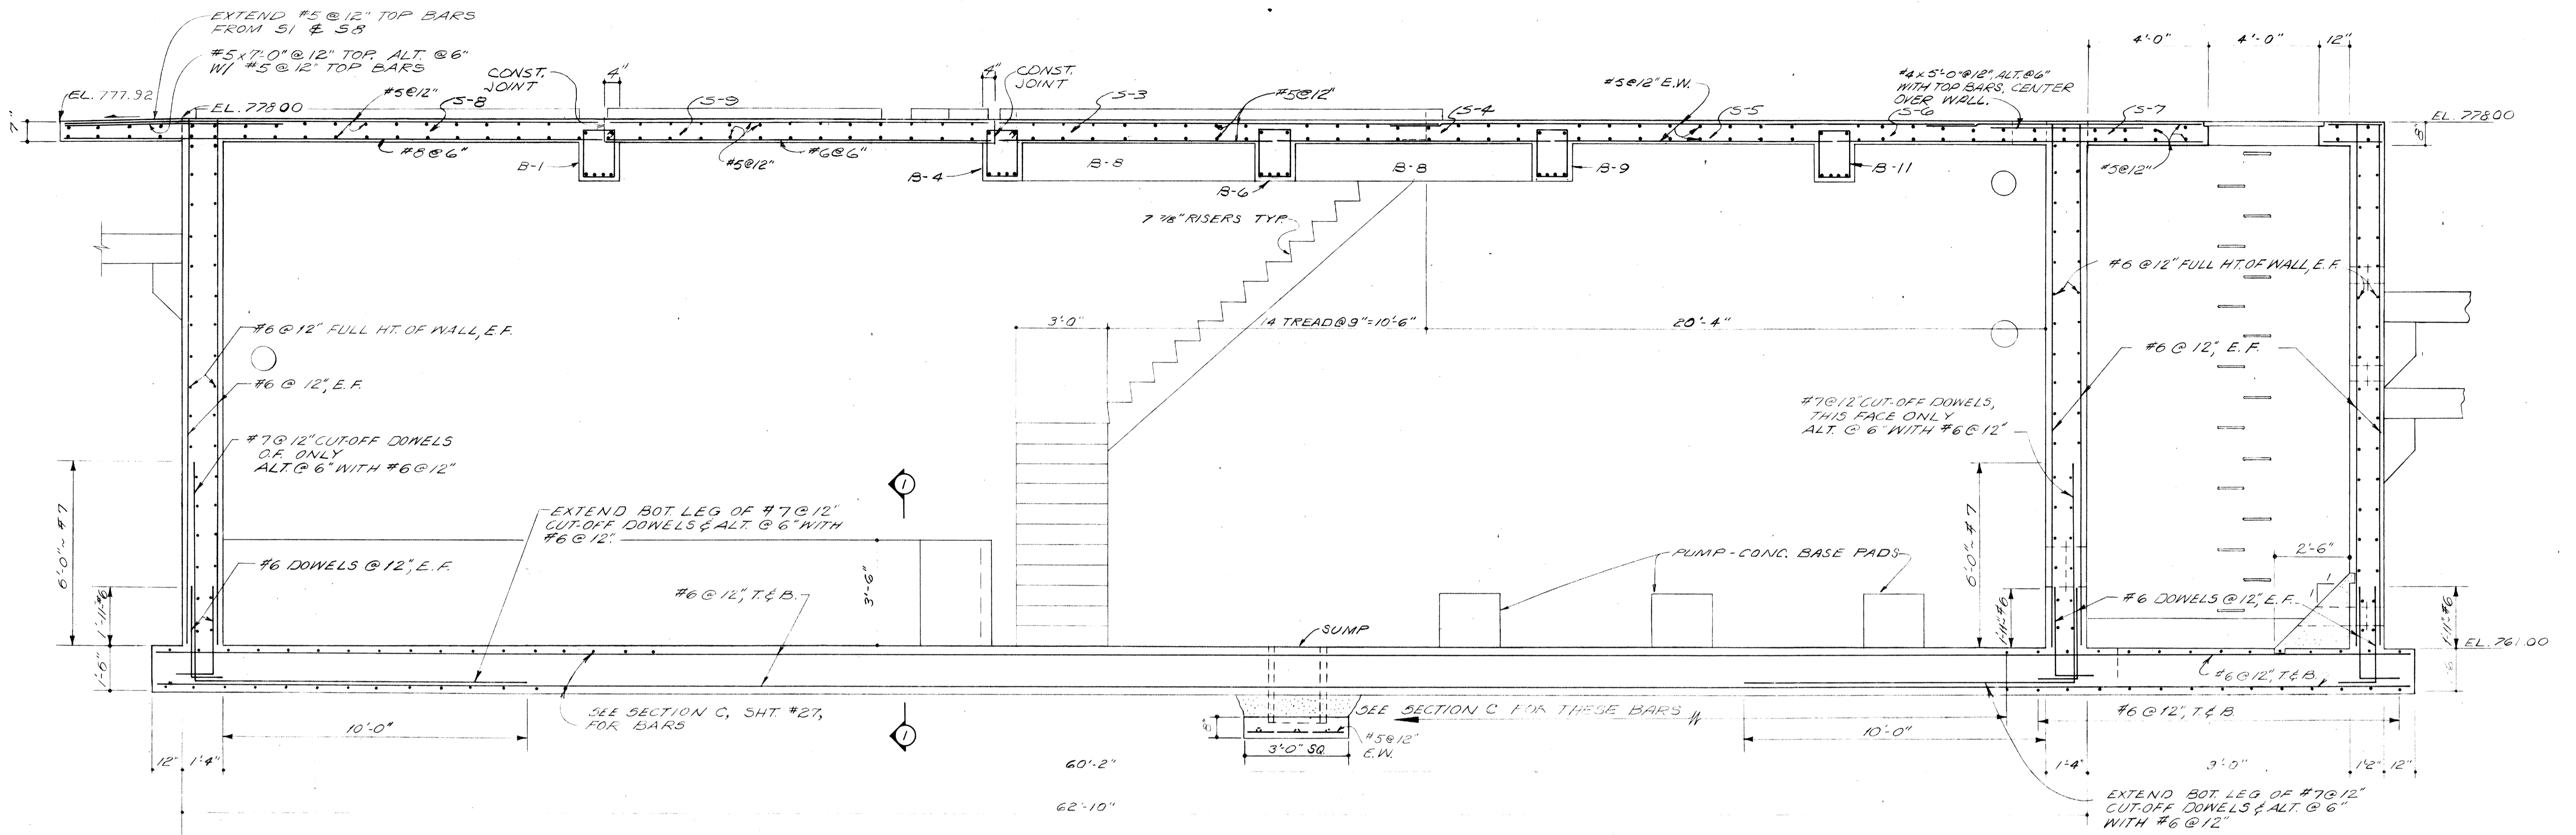 EXTEND #5 @ 12" TOP BARS
FROM S1 & S8
#5x7'-0"@12" TOP. ALT. @6"
W/ #5@12" TOP BARS
CONST.
JOINT
4"
4"
CONST.
JOINT
#5@12" E.W.
#4x5'-0"@12", ALT.@6"
WITH TOP BARS, CENTER
OVER WALL.
4'-0"
4'-0"
12"
EL. 777.92
EL. 778.00
#5@12"
S-8
S-9
S-3
#5@12"
S-4
S-5
S-6
S-7
EL. 778.00
7"
8"
#8@6"
B-1
#5@12"
#6@6"
B-4
B-8
B-6
B-8
B-9
B-11
#5@12"
7 7/8" RISERS TYP.
#6 @ 12" FULL HT. OF WALL, E.F.
#6 @ 12" FULL HT. OF WALL, E.F.
3'-0"
14 TREAD@9"=10'-6"
20'-4"
#6 @ 12", E.F.
#6 @ 12", E.F.
#7@12" CUT-OFF DOWELS
O.F. ONLY
ALT. @ 6" WITH #6@12"
#7@12" CUT-OFF DOWELS,
THIS FACE ONLY
ALT. @ 6" WITH #6@12"
1
6'-0"~#7
EXTEND BOT. LEG OF #7@12"
CUT-OFF DOWELS & ALT. @ 6" WITH
#6@12".
6'-0"~#7
#6 DOWELS @12", E.F.
3'-6"
PUMP-CONC. BASE PADS
2'-6"
1
1
1'-11"#6
#6@12", T.&B.
1'-11"#6
#6 DOWELS @12", E.F.
1'-11"#6
SUMP
EL. 761.00
1'-6"
#6@12", T.&B.
SEE SECTION C, SHT. #27,
FOR BARS
SEE SECTION C FOR THESE BARS
#6@12", T.&B.
10'-0"
1
8"
#5@12"
E.W.
3'-0" SQ.
10'-0"
12"
1'-4"
60'-2"
1'-4"
9'-0"
1'-2"
12"
62'-10"
EXTEND BOT. LEG OF #7@12"
CUT-OFF DOWELS & ALT. @ 6"
WITH #6@12"